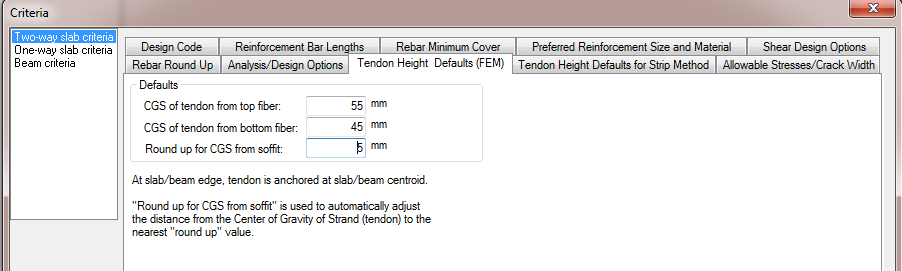 Criteria
x
Two-way slab criteria
One-way slab criteria
Beam criteria
Design Code
Reinforcement Bar Lengths
Rebar Minimum Cover
Preferred Reinforcement Size and Material
Shear Design Options
Rebar Round Up
Analysis/Design Options
Tendon Height Defaults (FEM)
Tendon Height Defaults for Strip Method
Allowable Stresses/Crack Width
Defaults
CGS of tendon from top fiber: 55 mm
CGS of tendon from bottom fiber: 45 mm
Round up for CGS from soffit: 5 mm
At slab/beam edge, tendon is anchored at slab/beam centroid.
"Round up for CGS from soffit" is used to automatically adjust
the distance from the Center of Gravity of Strand (tendon) to the
nearest "round up" value.